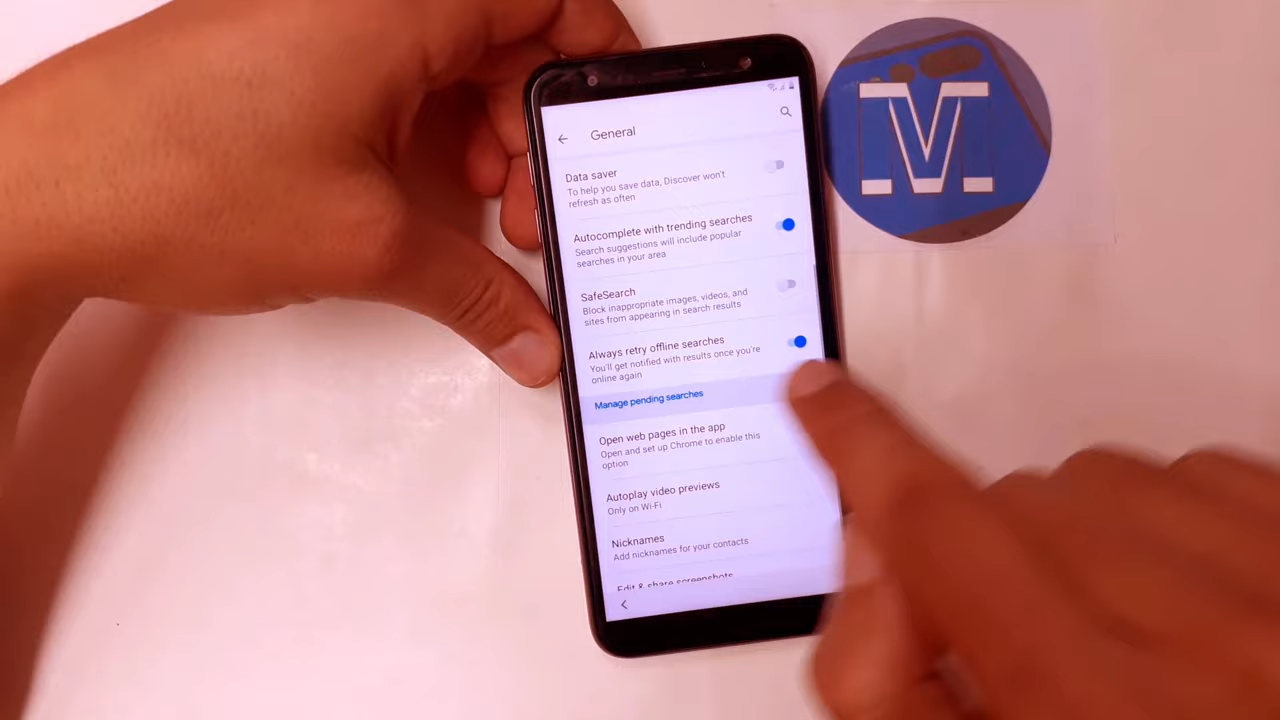 General
Data saver
To help you save data, Discover won't
refresh as often
Autocomplete with trending searches
Search suggestions will include popular
searches in your area
SafeSearch
Block inappropriate images, videos, and
sites from appearing in search results
Always retry offline searches
You'll get notified with results once you're
online again
Manage pending searches
Open web pages in the app
Open and set up Chrome to enable this
option
Autoplay video previews
Only on Wi-Fi
Nicknames
Add nicknames for your contacts
Edit & share screenshots
M